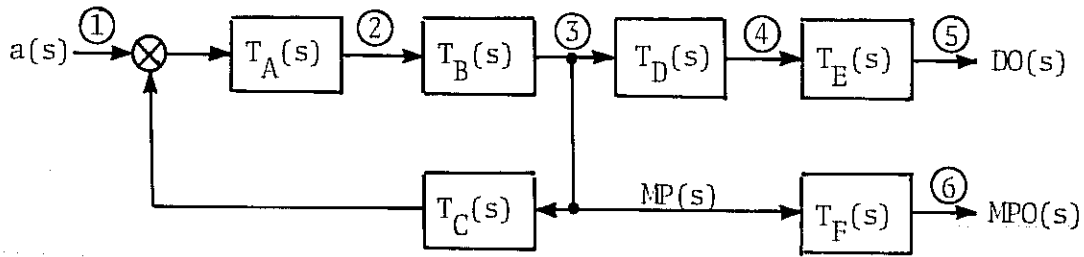 ① ② ③ ④ ⑤
a(s) T_A(s) T_B(s) T_D(s) T_E(s) DO(s)
⑥
T_C(s) MP(s) T_F(s) MPO(s)